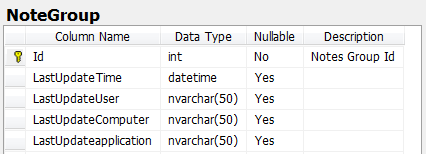 NoteGroup
Column Name Data Type Nullable Description
Id int No Notes Group Id
LastUpdateTime datetime Yes
LastUpdateUser nvarchar(50) Yes
LastUpdateComputer nvarchar(50) Yes
LastUpdateapplication nvarchar(50) Yes